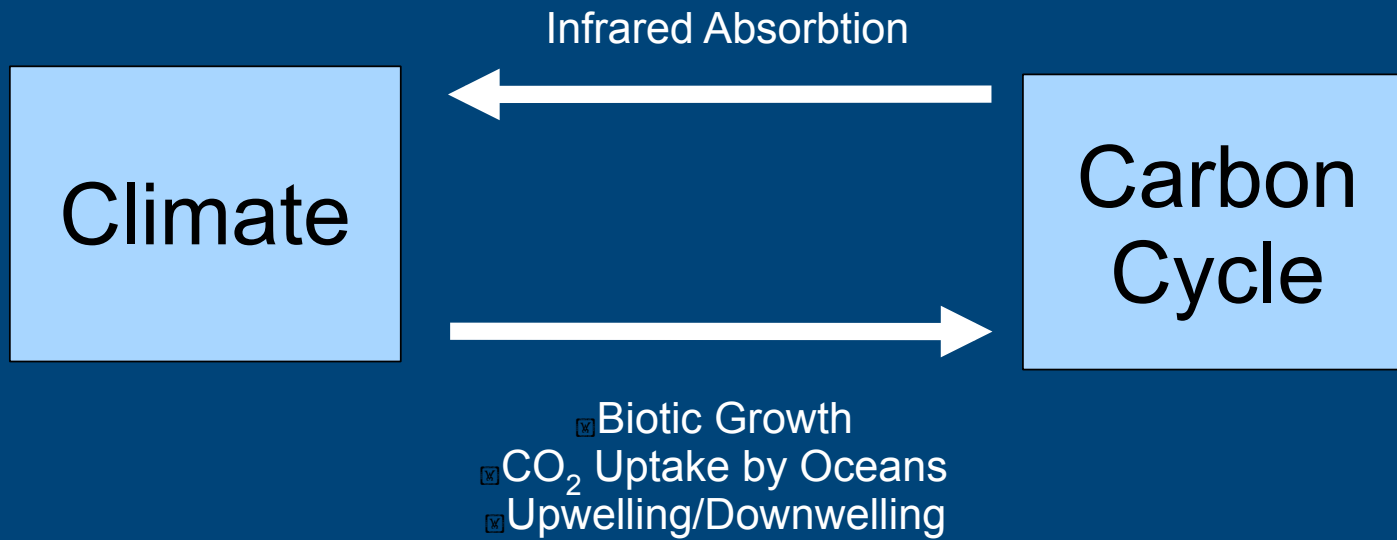 Infrared Absorbtion
Climate
Carbon
Cycle
Biotic Growth
CO₂ Uptake by Oceans
Upwelling/Downwelling